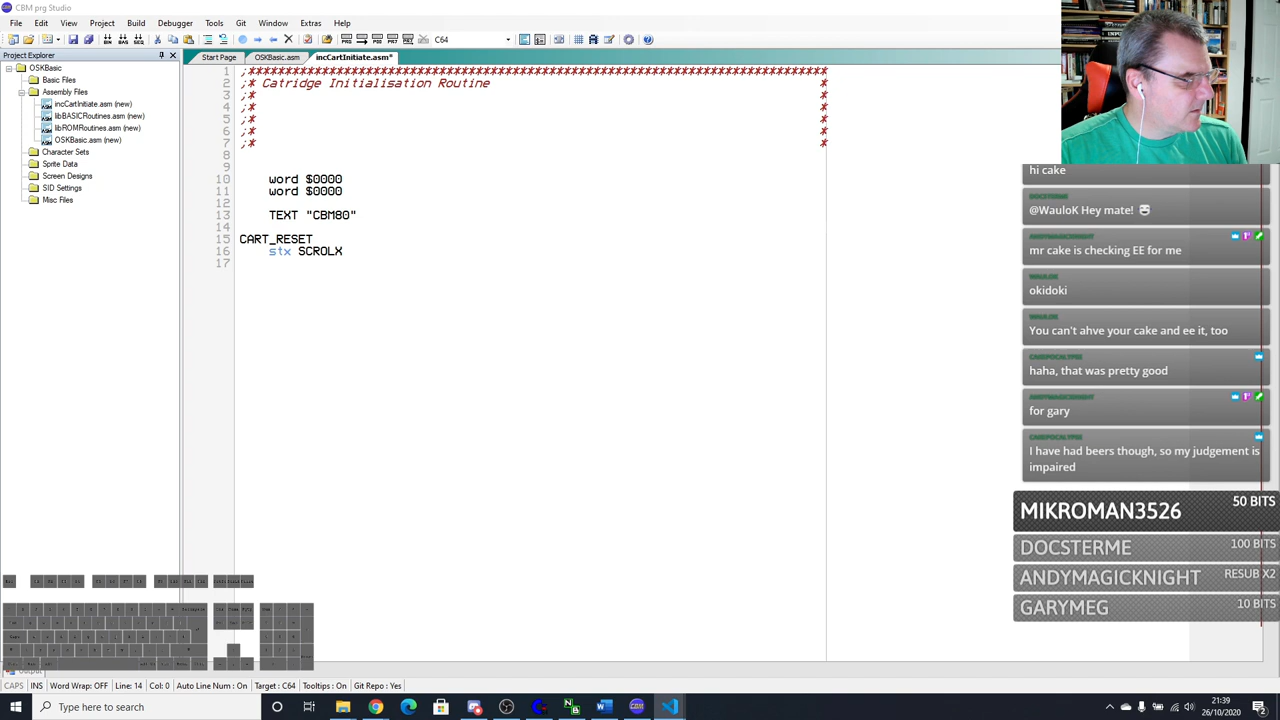 CBM prg Studio
File Edit View Project Build Debugger Tools Git Window Extras Help
C64
Project Explorer
Start Page OSKBasic.asm incCartInitiate.asm*
OSKBasic
Basic Files
Assembly Files
incCartInitiate.asm (new)
libBASICRoutines.asm (new)
libROMRoutines.asm (new)
OSKBasic.asm (new)
Character Sets
Sprite Data
Screen Designs
SID Settings
Misc Files
1 ;*******************************************************************************
2 ;* Catridge Initialisation Routine *
3 ;* *
4 ;* *
5 ;* *
6 ;* *
7 ;* *
8
9
10 word $0000
11 word $0000
12
13 TEXT "CBM80"
14
15 CART_RESET
16 stx SCROLX
17
hi cake
DOCSTERME
@WauloK Hey mate!
ANDYMAGICKNIGHT
mr cake is checking EE for me
WAULOK
okidoki
WAULOK
You can't ahve your cake and ee it, too
CAKEPOCALYPSE
haha, that was pretty good
ANDYMAGICKNIGHT
for gary
CAKEPOCALYPSE
I have had beers though, so my judgement is
impaired
MIKROMAN3526 50 BITS
DOCSTERME 100 BITS
ANDYMAGICKNIGHT RESUB X2
GARYMEG 10 BITS
Output
CAPS INS Word Wrap: OFF Line: 14 Col: 0 Auto Line Num : On Target : C64 Tooltips : On Git Repo : Yes
Type here to search
21:39
26/10/2020